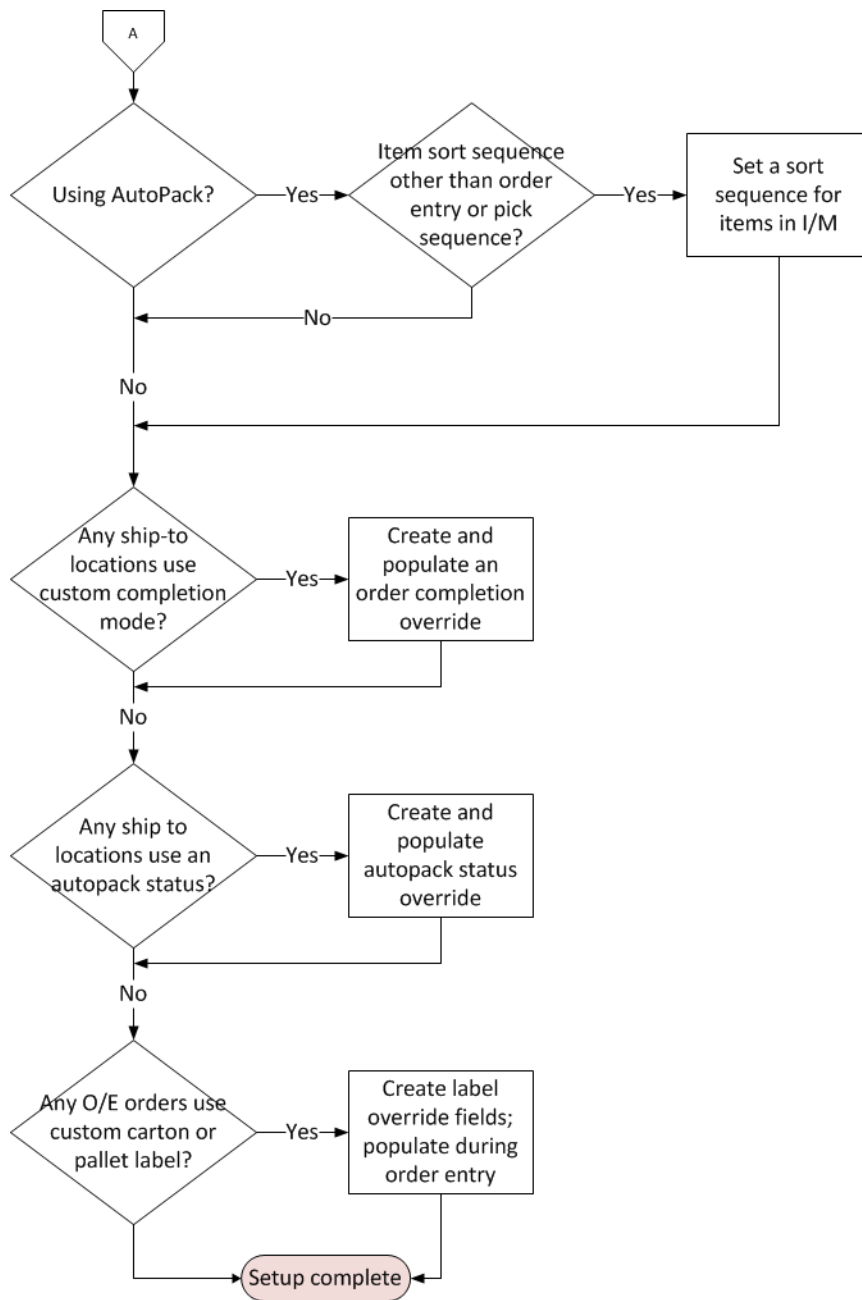 A
Using AutoPack?
Yes
Item sort sequence
other than order
entry or pick
sequence?
Yes
Set a sort
sequence for
items in I/M
No
No
Any ship-to
locations use
custom completion
mode?
Yes
Create and
populate an
order completion
override
No
Any ship to
locations use an
autopack status?
Yes
Create and
populate
autopack status
override
No
Any O/E orders use
custom carton or
pallet label?
Yes
Create label
override fields;
populate during
order entry
Setup complete